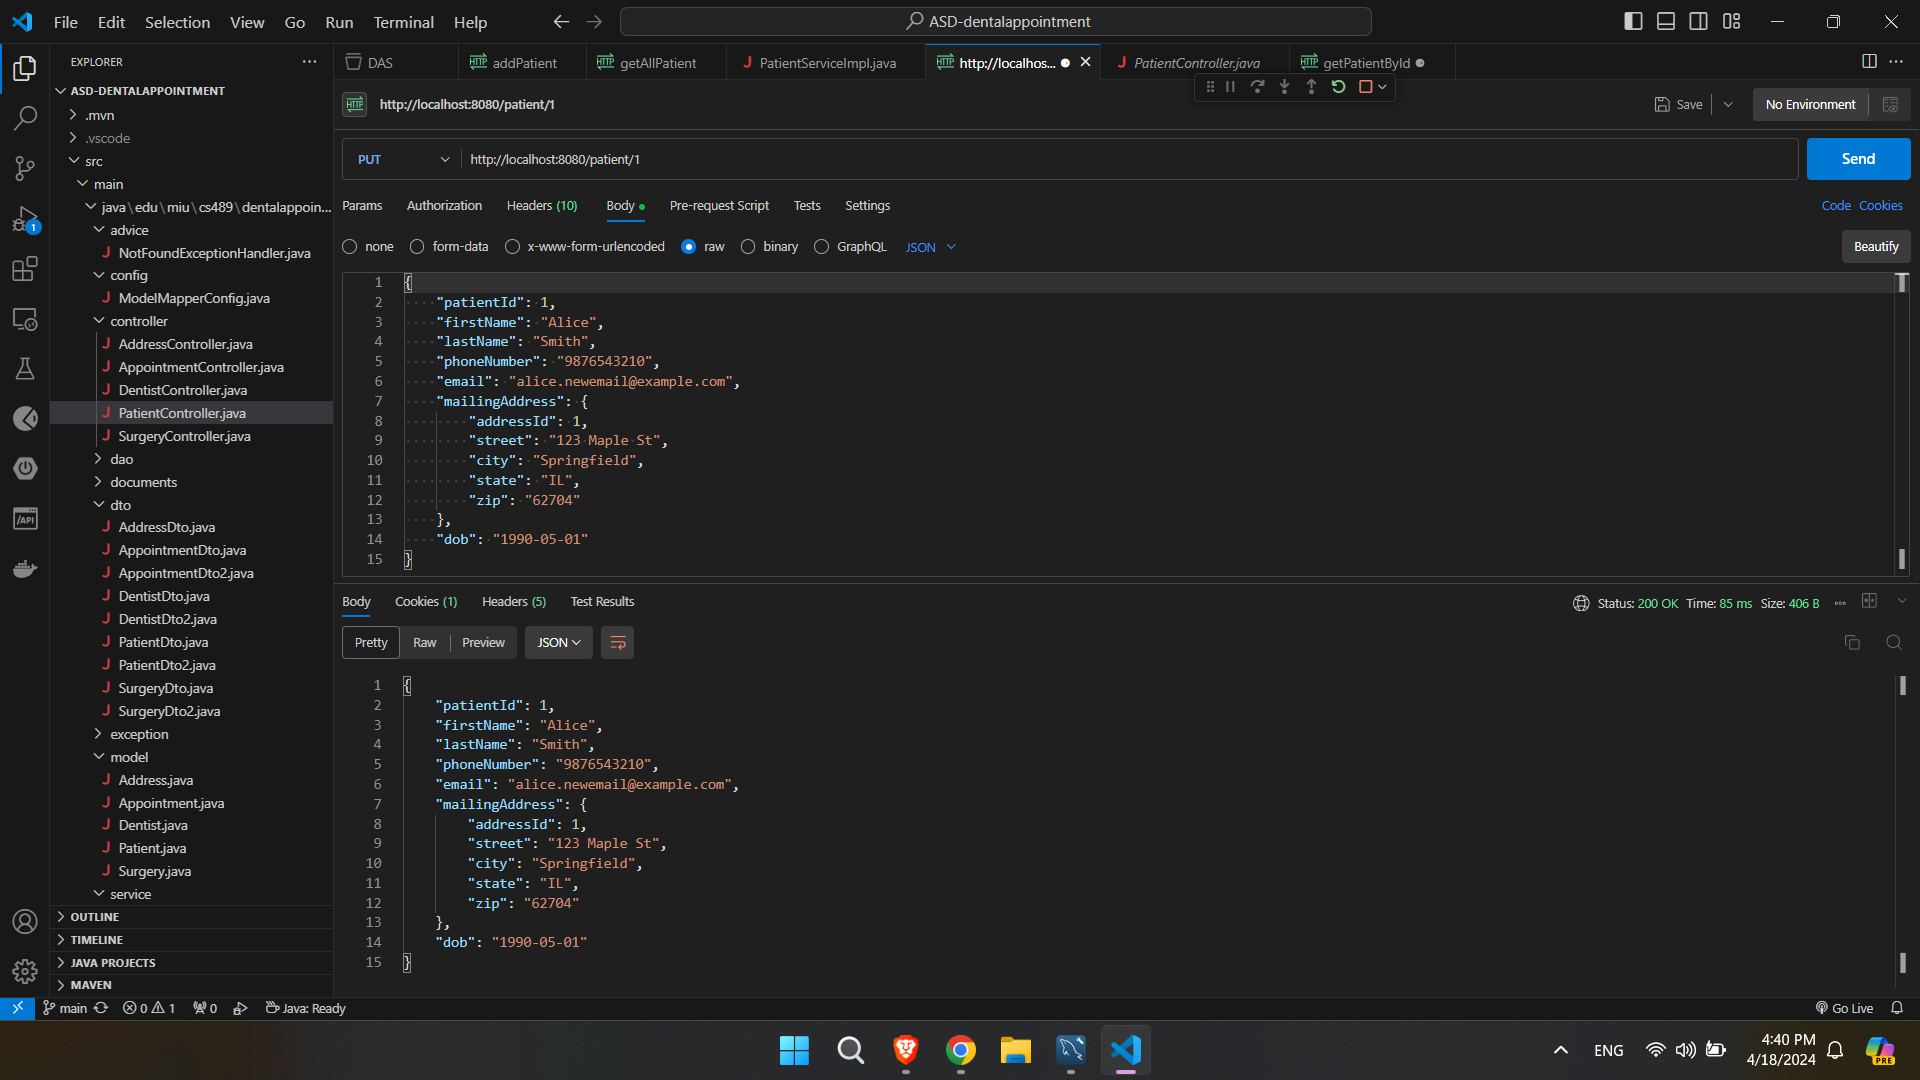 File Edit Selection View Go Run Terminal Help
ASD-dentalappointment
EXPLORER
DAS
addPatient
getAllPatient
PatientServiceImpl.java
http://localhos...
PatientController.java
getPatientById
ASD-DENTALAPPOINTMENT
.mvn
.vscode
src
main
java\edu\miu\cs489\dentalappoin...
advice
NotFoundExceptionHandler.java
config
ModelMapperConfig.java
controller
AddressController.java
AppointmentController.java
DentistController.java
PatientController.java
SurgeryController.java
dao
documents
dto
AddressDto.java
AppointmentDto.java
AppointmentDto2.java
DentistDto.java
DentistDto2.java
PatientDto.java
PatientDto2.java
SurgeryDto.java
SurgeryDto2.java
exception
model
Address.java
Appointment.java
Dentist.java
Patient.java
Surgery.java
service
OUTLINE
TIMELINE
JAVA PROJECTS
MAVEN
HTTP http://localhost:8080/patient/1
Save
No Environment
PUT http://localhost:8080/patient/1
Send
Params Authorization Headers (10) Body Pre-request Script Tests Settings
Code Cookies
none form-data x-www-form-urlencoded raw binary GraphQL JSON
Beautify
1 {
2 "patientId": 1,
3 "firstName": "Alice",
4 "lastName": "Smith",
5 "phoneNumber": "9876543210",
6 "email": "alice.newemail@example.com",
7 "mailingAddress": {
8 "addressId": 1,
9 "street": "123 Maple St",
10 "city": "Springfield",
11 "state": "IL",
12 "zip": "62704"
13 },
14 "dob": "1990-05-01"
15 }
Body Cookies (1) Headers (5) Test Results
Status: 200 OK Time: 85 ms Size: 406 B
Pretty Raw Preview JSON
1 {
2 "patientId": 1,
3 "firstName": "Alice",
4 "lastName": "Smith",
5 "phoneNumber": "9876543210",
6 "email": "alice.newemail@example.com",
7 "mailingAddress": {
8 "addressId": 1,
9 "street": "123 Maple St",
10 "city": "Springfield",
11 "state": "IL",
12 "zip": "62704"
13 },
14 "dob": "1990-05-01"
15 }
main 0 1 0 Java: Ready
Go Live
ENG
4:40 PM
4/18/2024
PRE